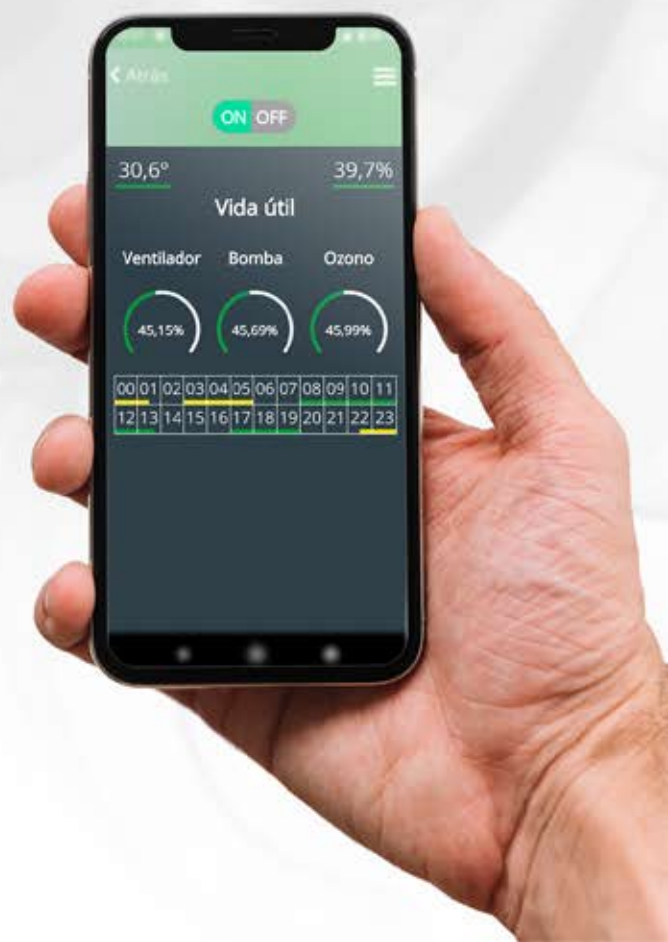 Atrás
ON OFF
30,6° 39,7%
Vida útil
Ventilador Bomba Ozono
45,15% 45,69% 45,99%
00 01 02 03 04 05 06 07 08 09 10 11
12 13 14 15 16 17 18 19 20 21 22 23